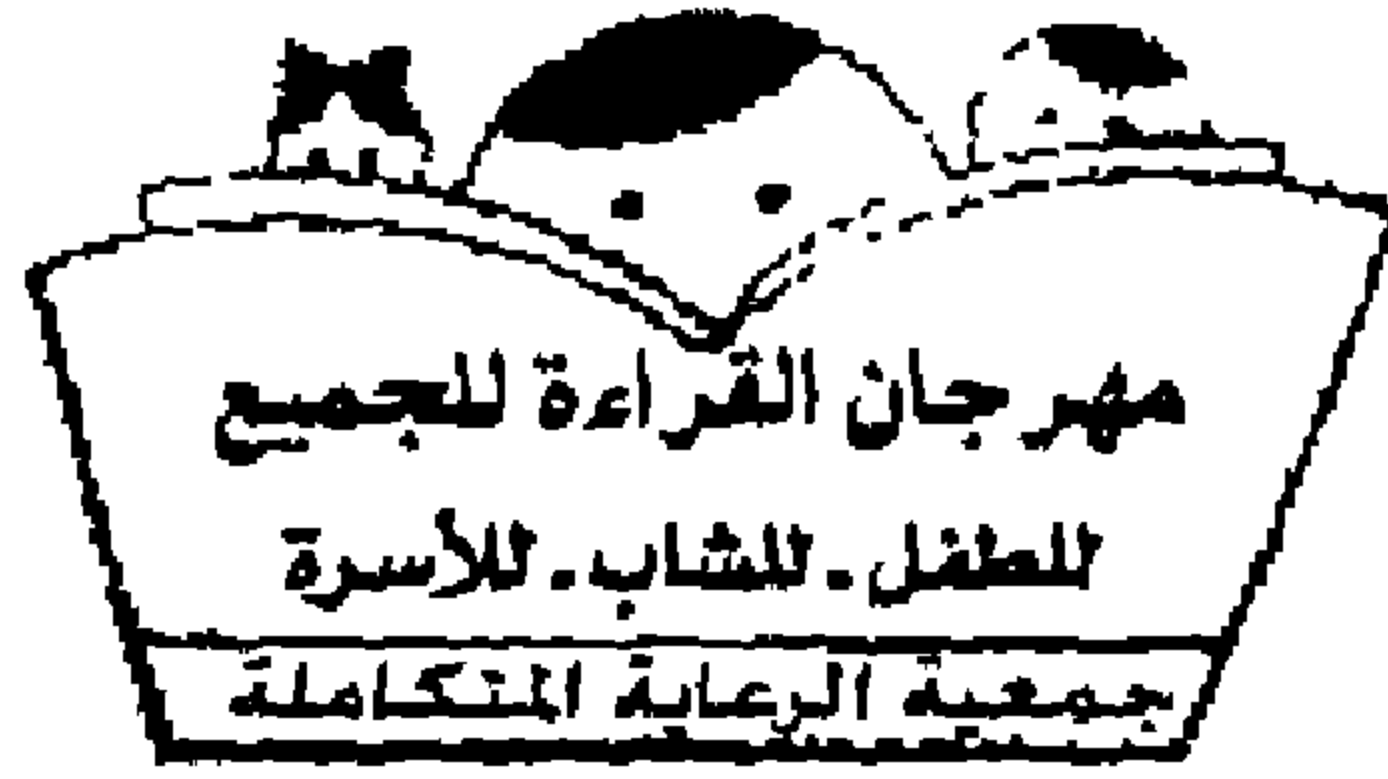 مهرجان القراءة للجميع
للطفل . للشاب . للأسرة
جمعية الرعاية المتكاملة